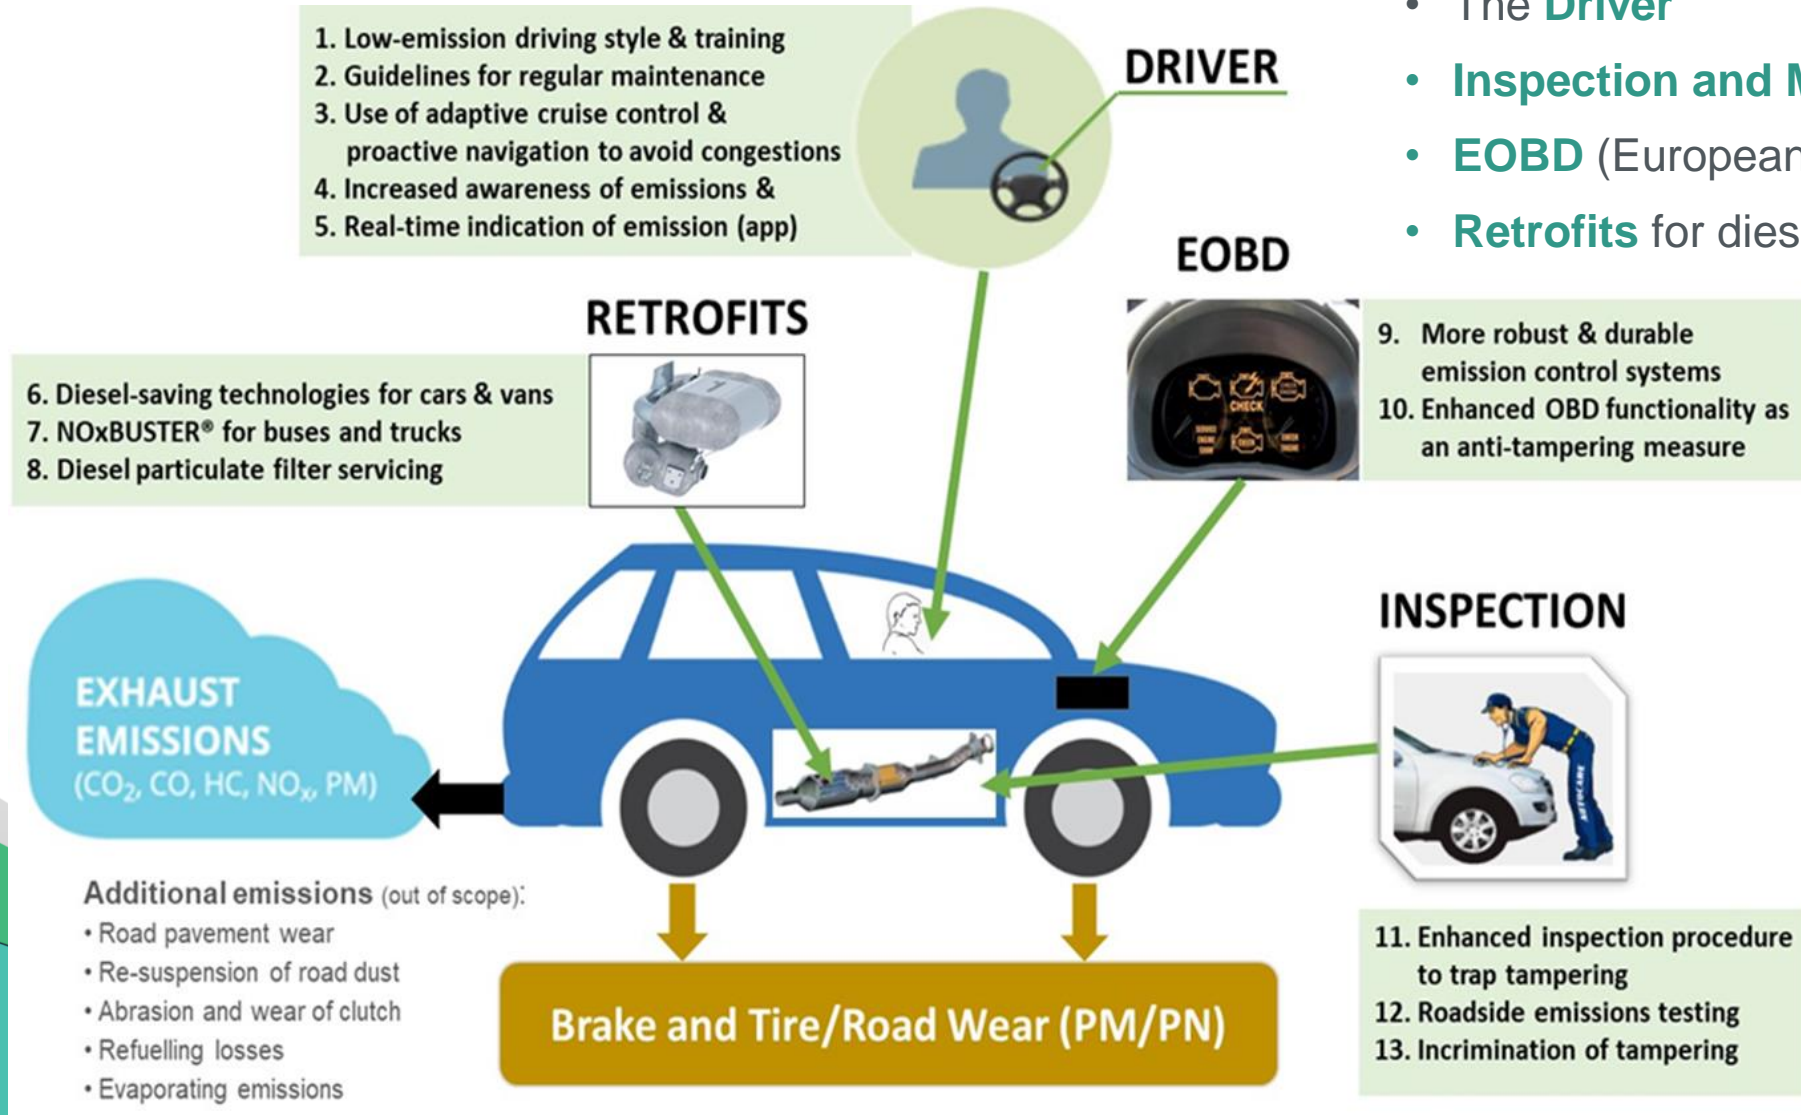 1. Low-emission driving style & training
2. Guidelines for regular maintenance
3. Use of adaptive cruise control &
proactive navigation to avoid congestions
4. Increased awareness of emissions &
5. Real-time indication of emission (app)
DRIVER
• The Driver
• Inspection and M
• EOBD (European
• Retrofits for dies
EOBD
CHECK
9. More robust & durable
emission control systems
10. Enhanced OBD functionality as
an anti-tampering measure
RETROFITS
6. Diesel-saving technologies for cars & vans
7. NOxBUSTER® for buses and trucks
8. Diesel particulate filter servicing
INSPECTION
AUTOCARE
11. Enhanced inspection procedure
to trap tampering
12. Roadside emissions testing
13. Incrimination of tampering
EXHAUST
EMISSIONS
(CO₂, CO, HC, NOₓ, PM)
Additional emissions (out of scope):
• Road pavement wear
• Re-suspension of road dust
• Abrasion and wear of clutch
• Refuelling losses
• Evaporating emissions
Brake and Tire/Road Wear (PM/PN)